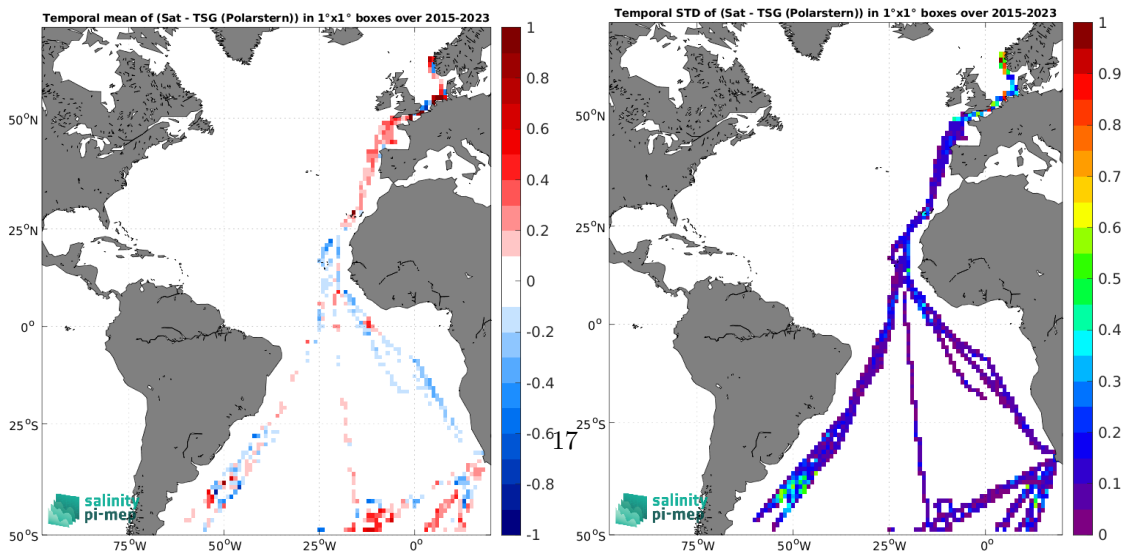 Temporal mean of (Sat - TSG (Polarstern)) in 1°x1° boxes over 2015-2023
50°N
25°N
0°
25°S
50°S
75°W
50°W
25°W
0°
1
0.8
0.6
0.4
0.2
0
-0.2
-0.4
-0.6
-0.8
-1
salinity
pi-mep
17
Temporal STD of (Sat - TSG (Polarstern)) in 1°x1° boxes over 2015-2023
50°N
25°N
0°
25°S
50°S
75°W
50°W
25°W
0°
1
0.9
0.8
0.7
0.6
0.5
0.4
0.3
0.2
0.1
0
salinity
pi-mep